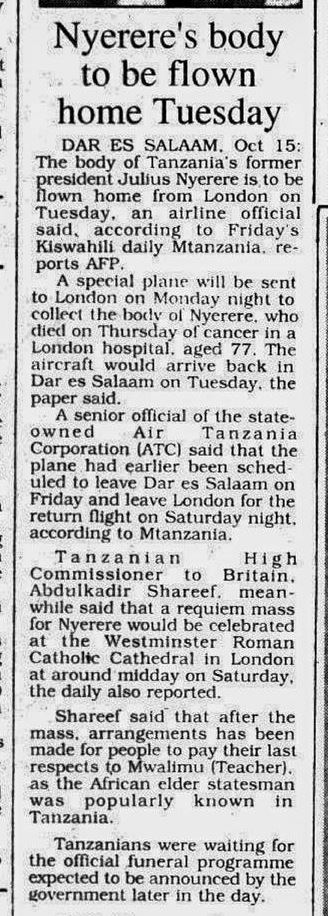 Nyerere's body
to be flown
home Tuesday
DAR ES SALAAM, Oct 15:
The body of Tanzania's former
president Julius Nyerere is to be
flown home from London on
Tuesday, an airline official
said, according to Friday's
Kiswahili daily Mtanzania, re-
ports AFP.
A special plane will be sent
to London on Monday night to
collect the body of Nyerere, who
died on Thursday of cancer in a
London hospital, aged 77. The
aircraft would arrive back in
Dar es Salaam on Tuesday, the
paper said.
A senior official of the state-
owned Air Tanzania
Corporation (ATC) said that the
plane had earlier been sched-
uled to leave Dar es Salaam on
Friday and leave London for the
return flight on Saturday night,
according to Mtanzania.
Tanzanian High
Commissioner to Britain,
Abdulkadir Shareef, mean-
while said that a requiem mass
for Nyerere would be celebrated
at the Westminster Roman
Catholic Cathedral in London
at around midday on Saturday,
the daily also reported.
Shareef said that after the
mass, arrangements has been
made for people to pay their last
respects to Mwalimu (Teacher),
as the African elder statesman
was popularly known in
Tanzania.
Tanzanians were waiting for
the official funeral programme
expected to be announced by the
government later in the day.